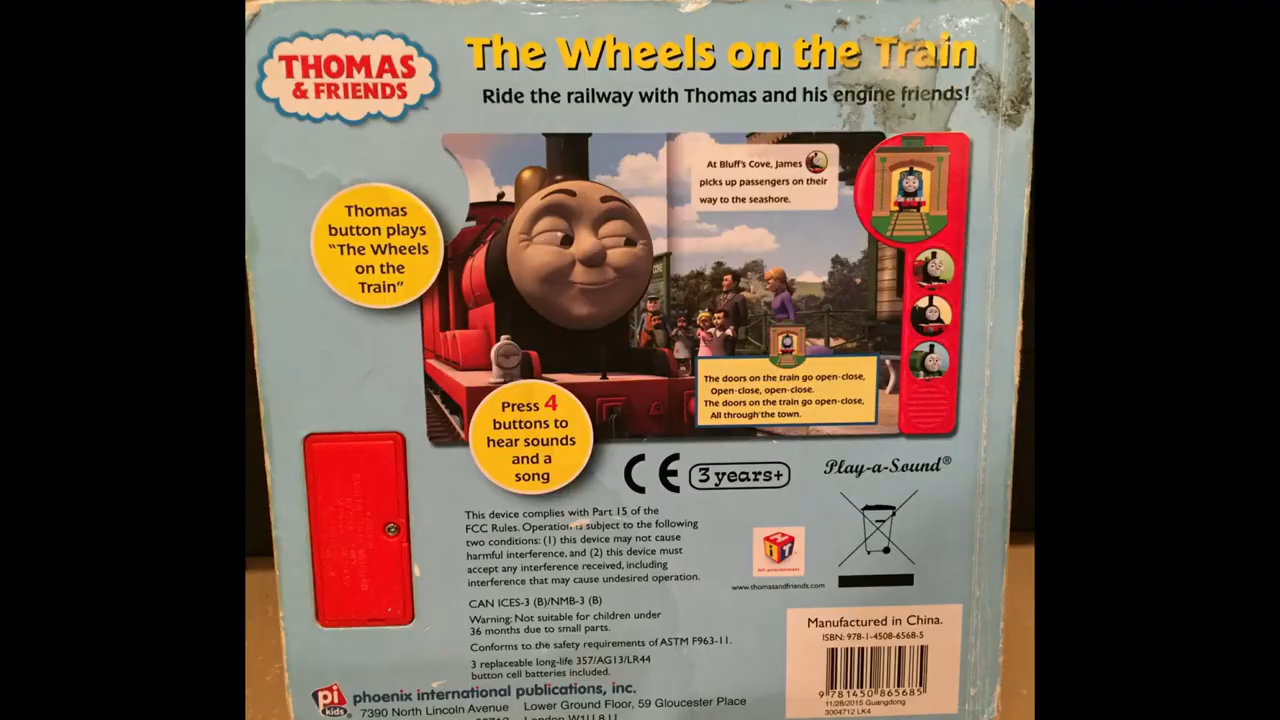 THOMAS
& FRIENDS
The Wheels on the Train
Ride the railway with Thomas and his engine friends!
At Bluff's Cove, James
picks up passengers on their
way to the seashore.
Thomas
button plays
"The Wheels
on the
Train"
The doors on the train go open-close,
Open-close, open-close.
The doors on the train go open-close,
All through the town.
Press 4
buttons to
hear sounds
and a
song
CE 3 years+
Play-a-Sound®
This device complies with Part 15 of the
FCC Rules. Operation is subject to the following
two conditions: (1) this device may not cause
harmful interference, and (2) this device must
accept any interference received, including
interference that may cause undesired operation.
HiT
HiT entertainment
www.thomasandfriends.com
CAN ICES-3 (B)/NMB-3 (B)
Warning: Not suitable for children under
36 months due to small parts.
Conforms to the safety requirements of ASTM F963-11.
3 replaceable long-life 357/AG13/LR44
button cell batteries included.
Manufactured in China.
ISBN: 978-1-4508-6568-5
9 781450 865685
11/28/2015 Guangdong
3004712 LK4
pi
kids®
phoenix international publications, inc.
7390 North Lincoln Avenue
Lower Ground Floor, 59 Gloucester Place
London W1U 8JJ